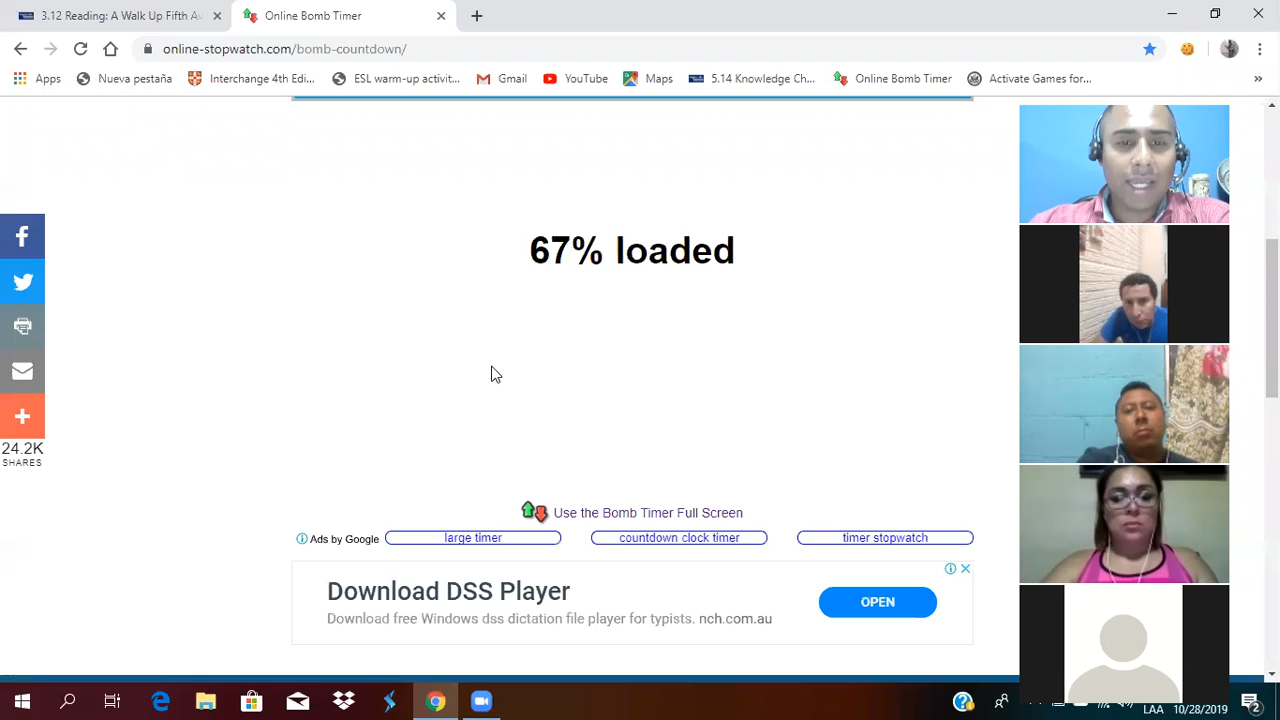 3.12 Reading: A Walk Up Fifth Av
Online Bomb Timer
online-stopwatch.com/bomb-countdown/
Apps
Nueva pestaña
Interchange 4th Edi...
ESL warm-up activit...
Gmail
YouTube
Maps
5.14 Knowledge Ch...
Online Bomb Timer
Activate Games for...
67% loaded
24.2K
SHARES
Use the Bomb Timer Full Screen
Ads by Google
large timer
countdown clock timer
timer stopwatch
Download DSS Player
Download free Windows dss dictation file player for typists. nch.com.au
OPEN
LAA
10/28/2019
2